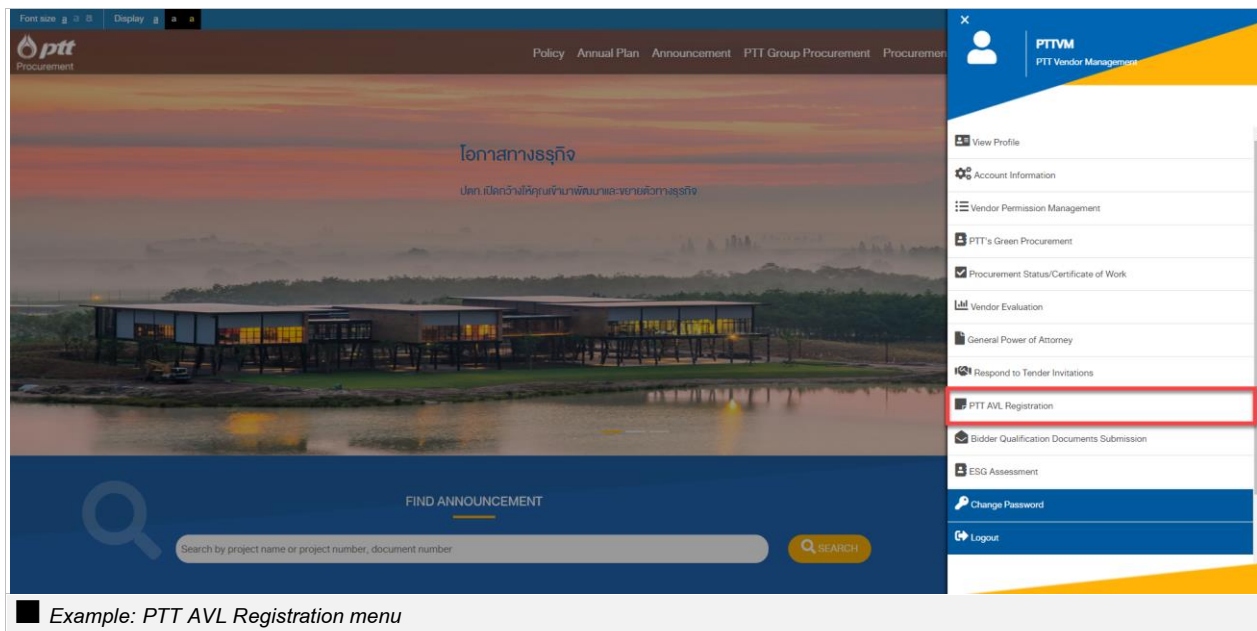 Font size a a a Display a a a
ptt
Procurement
Policy Annual Plan Announcement PTT Group Procurement Procuremen
×
PTTVM
PTT Vendor Management
โอกาสทางธุรกิจ
ปตท เปิดกว้างให้คุณเข้ามาพัฒนาและขยายตัวทางธุรกิจ
View Profile
Account Information
Vendor Permission Management
PTT's Green Procurement
Procurement Status/Certificate of Work
Vendor Evaluation
General Power of Attorney
Respond to Tender Invitations
PTT AVL Registration
Bidder Qualification Documents Submission
ESG Assessment
Change Password
Logout
FIND ANNOUNCEMENT
Search by project name or project number, document number
SEARCH
Example: PTT AVL Registration menu